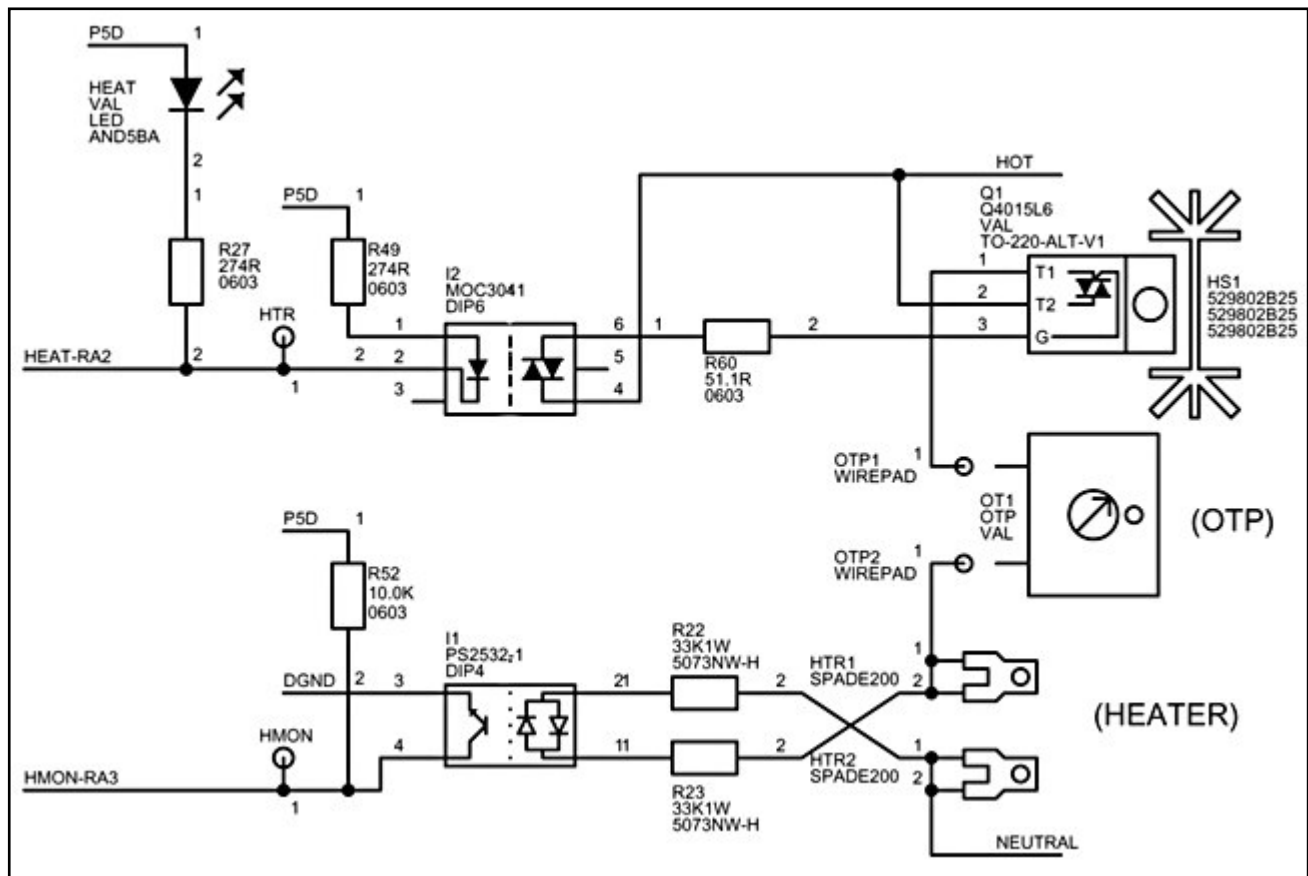 P5D 1
HEAT
VAL
LED
AND5BA
2
1
R27
274R
0603
2
P5D 1
R49
274R
0603
HTR
1
2
HEAT-RA2
I2
MOC3041
DIP6
1
2
3
6
5
4
1
R60
51.1R
0603
2
HOT
Q1
Q4015L6
VAL
TO-220-ALT-V1
1
2
3
T1
T2
G
HS1
529802B25
529802B25
529802B25
OTP1
WIREPAD
1
OT1
OTP
VAL
(OTP)
OTP2
WIREPAD
1
P5D 1
R52
10.0K
0603
2
DGND
HMON
1
HMON-RA3
I1
PS2532-1
DIP4
3
4
21
11
R22
33K1W
5073NW-H
2
R23
33K1W
5073NW-H
2
HTR1
SPADE200
1
2
HTR2
SPADE200
1
2
(HEATER)
NEUTRAL